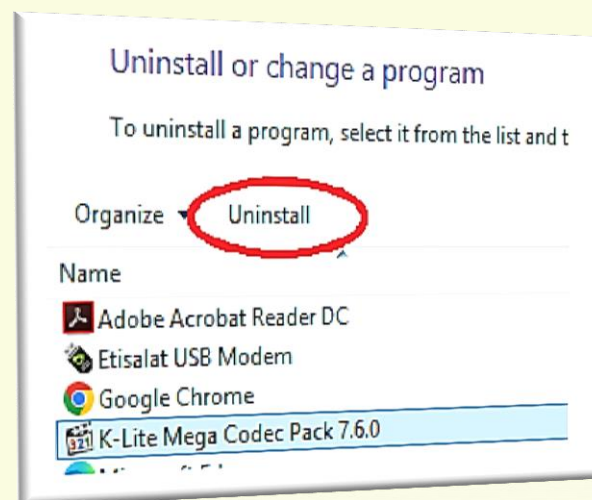 Uninstall or change a program
To uninstall a program, select it from the list and t
Organize Uninstall
Name
Adobe Acrobat Reader DC
Etisalat USB Modem
Google Chrome
321 K-Lite Mega Codec Pack 7.6.0